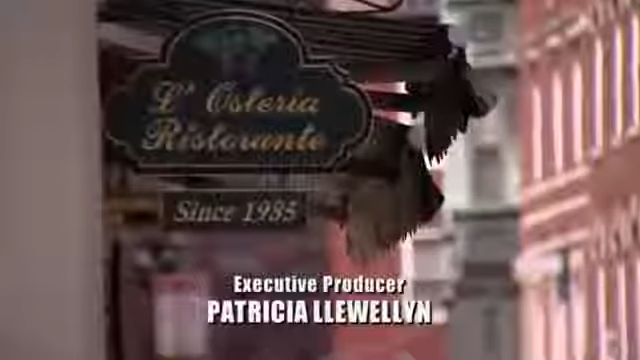 L' Osteria
Ristorante
Since 1985
Executive Producer
PATRICIA LLEWELLYN